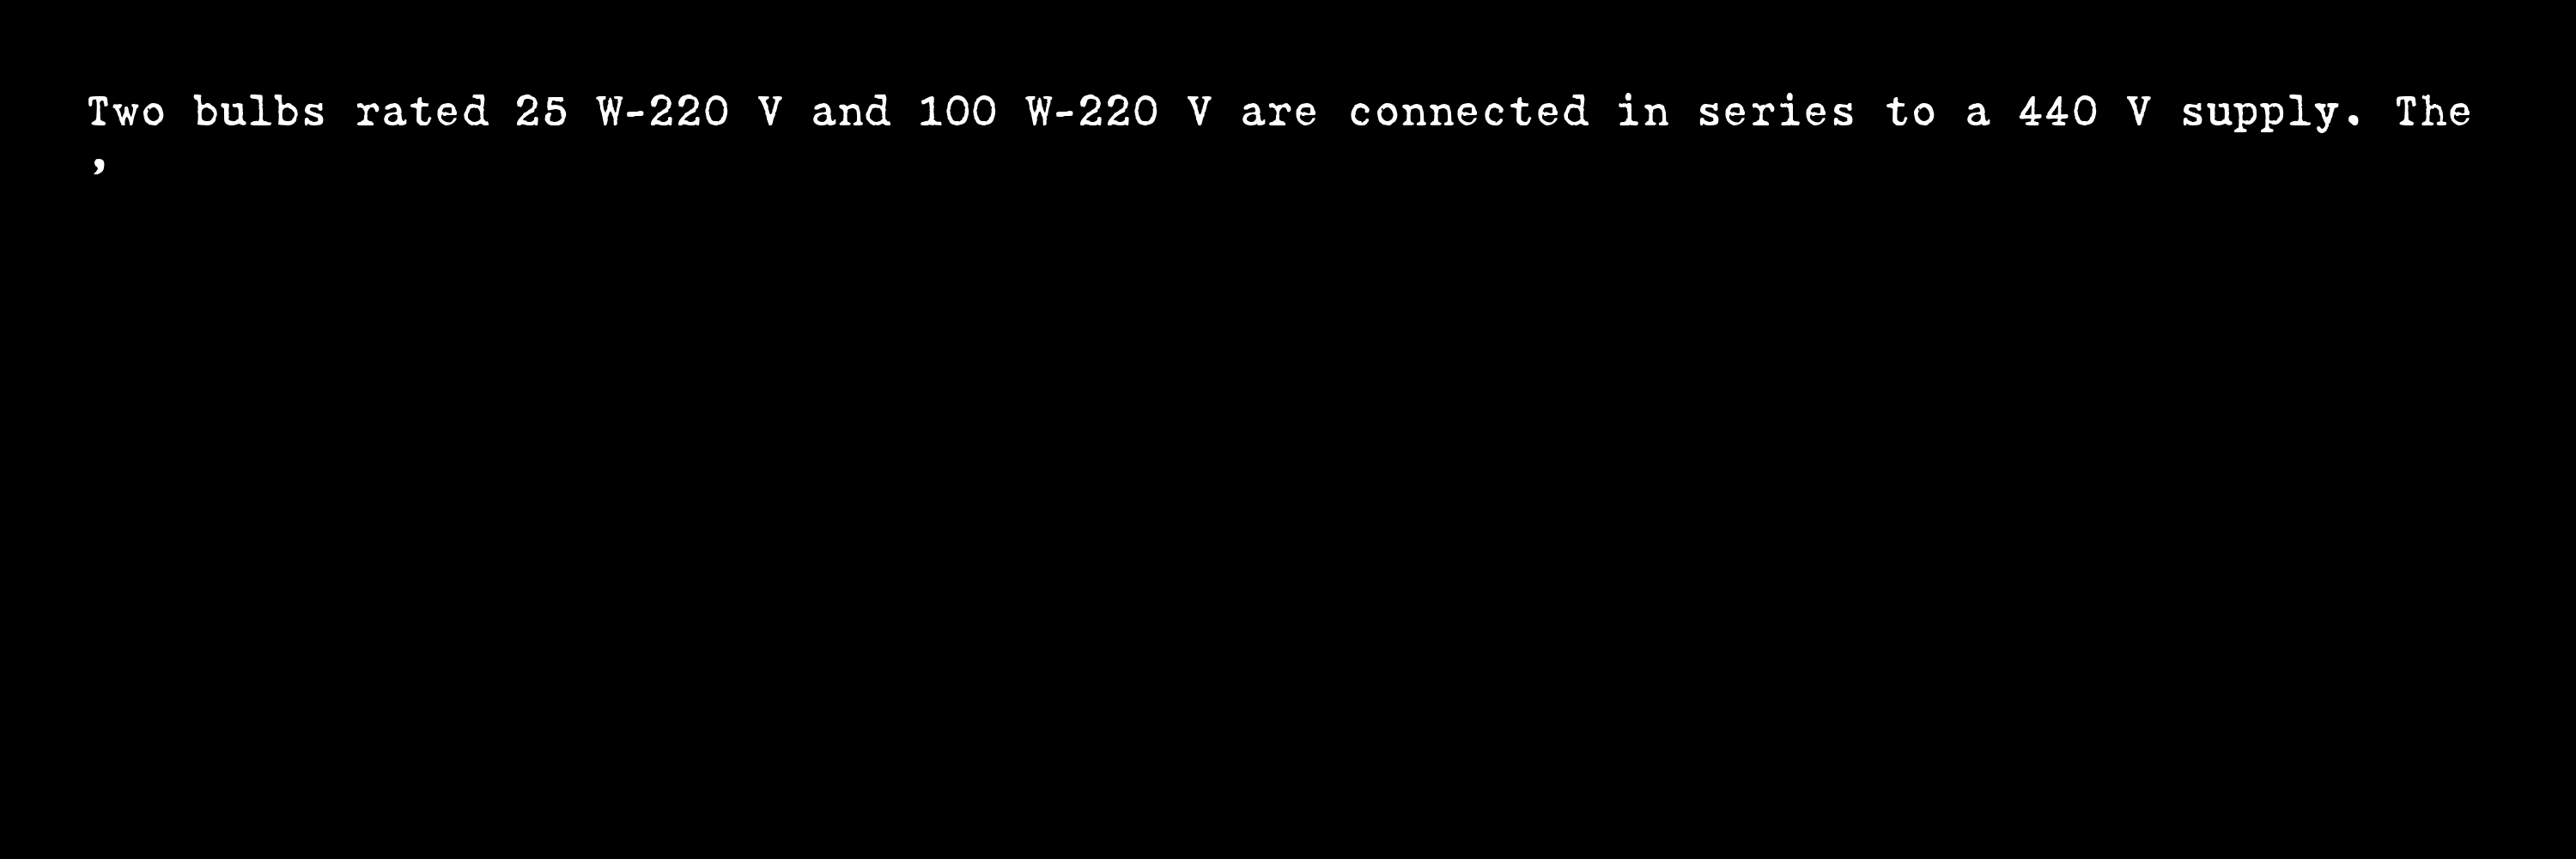 Two bulbs rated 25 W-220 V and 100 W-220 V are connected in series to a 440 V supply. The
,